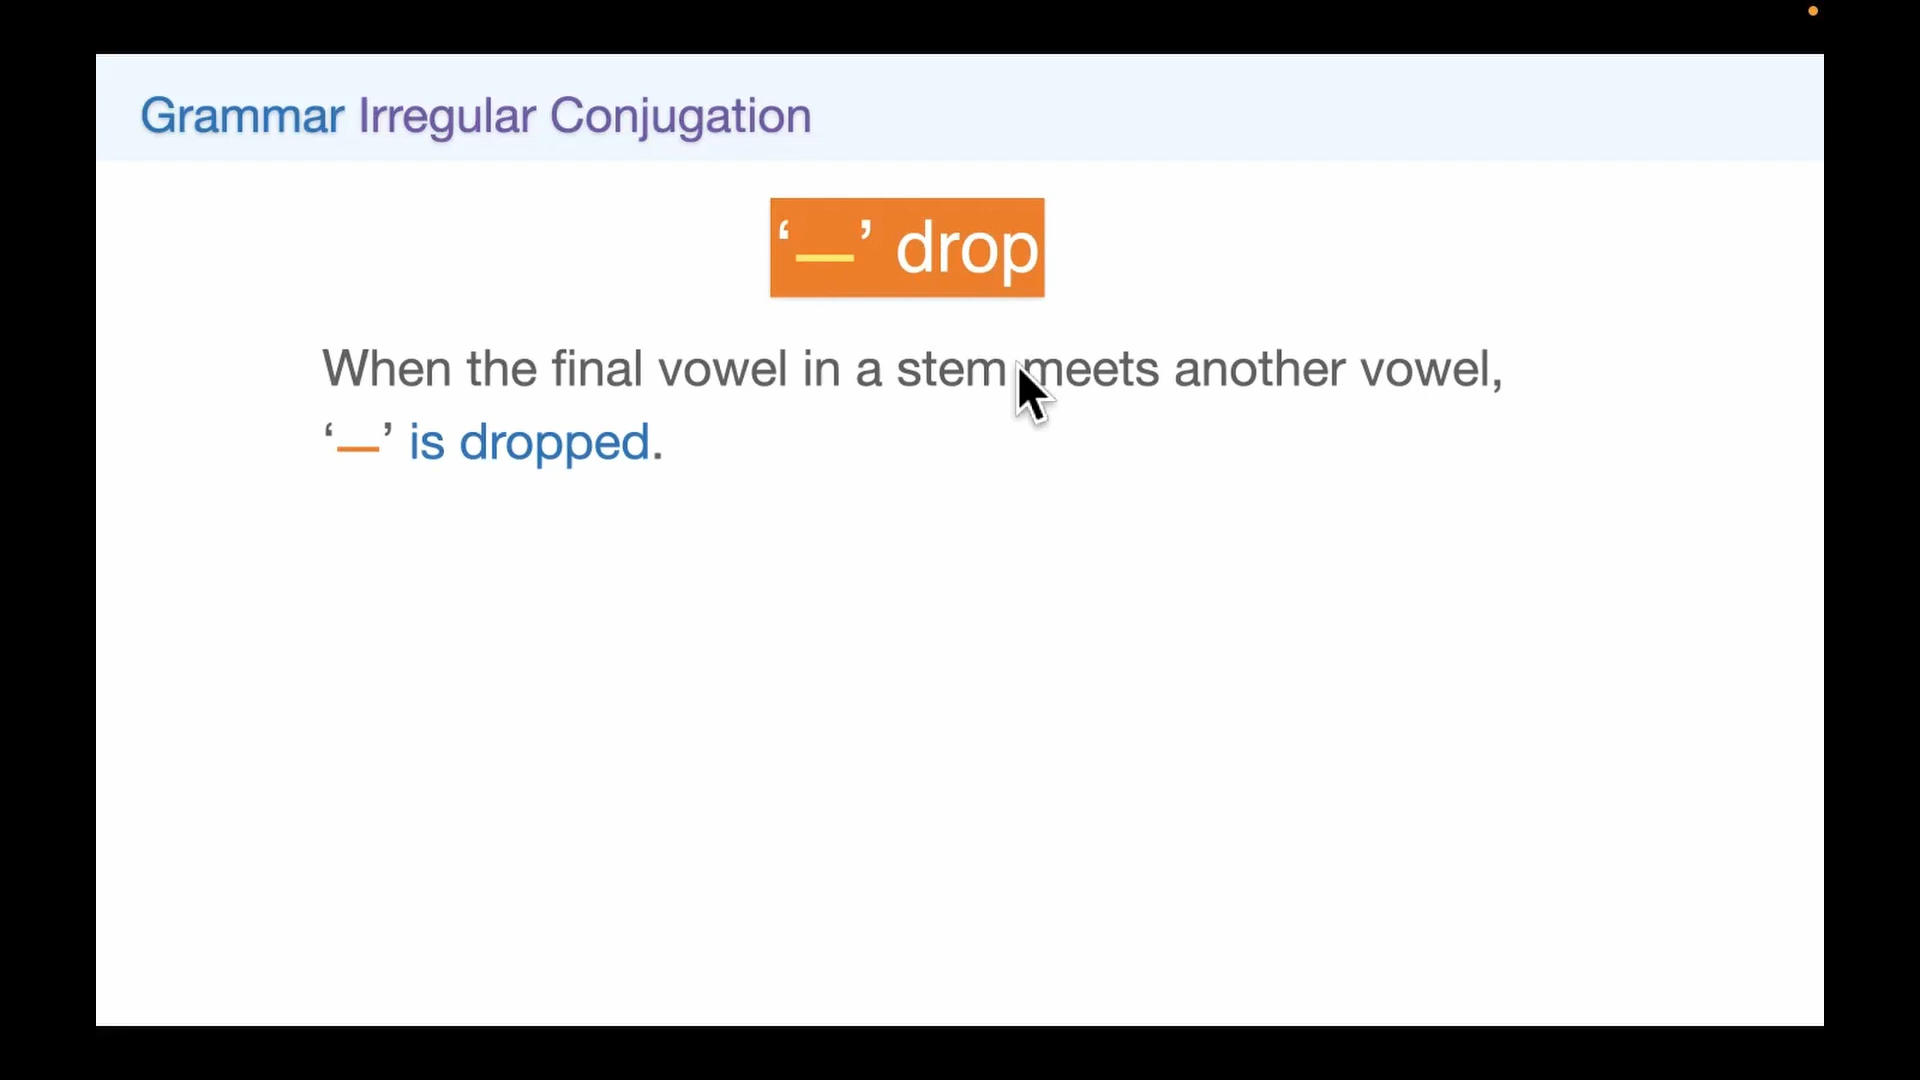 Grammar Irregular Conjugation
‘ㅡ’ drop
When the final vowel in a stem meets another vowel,
‘ㅡ’ is dropped.